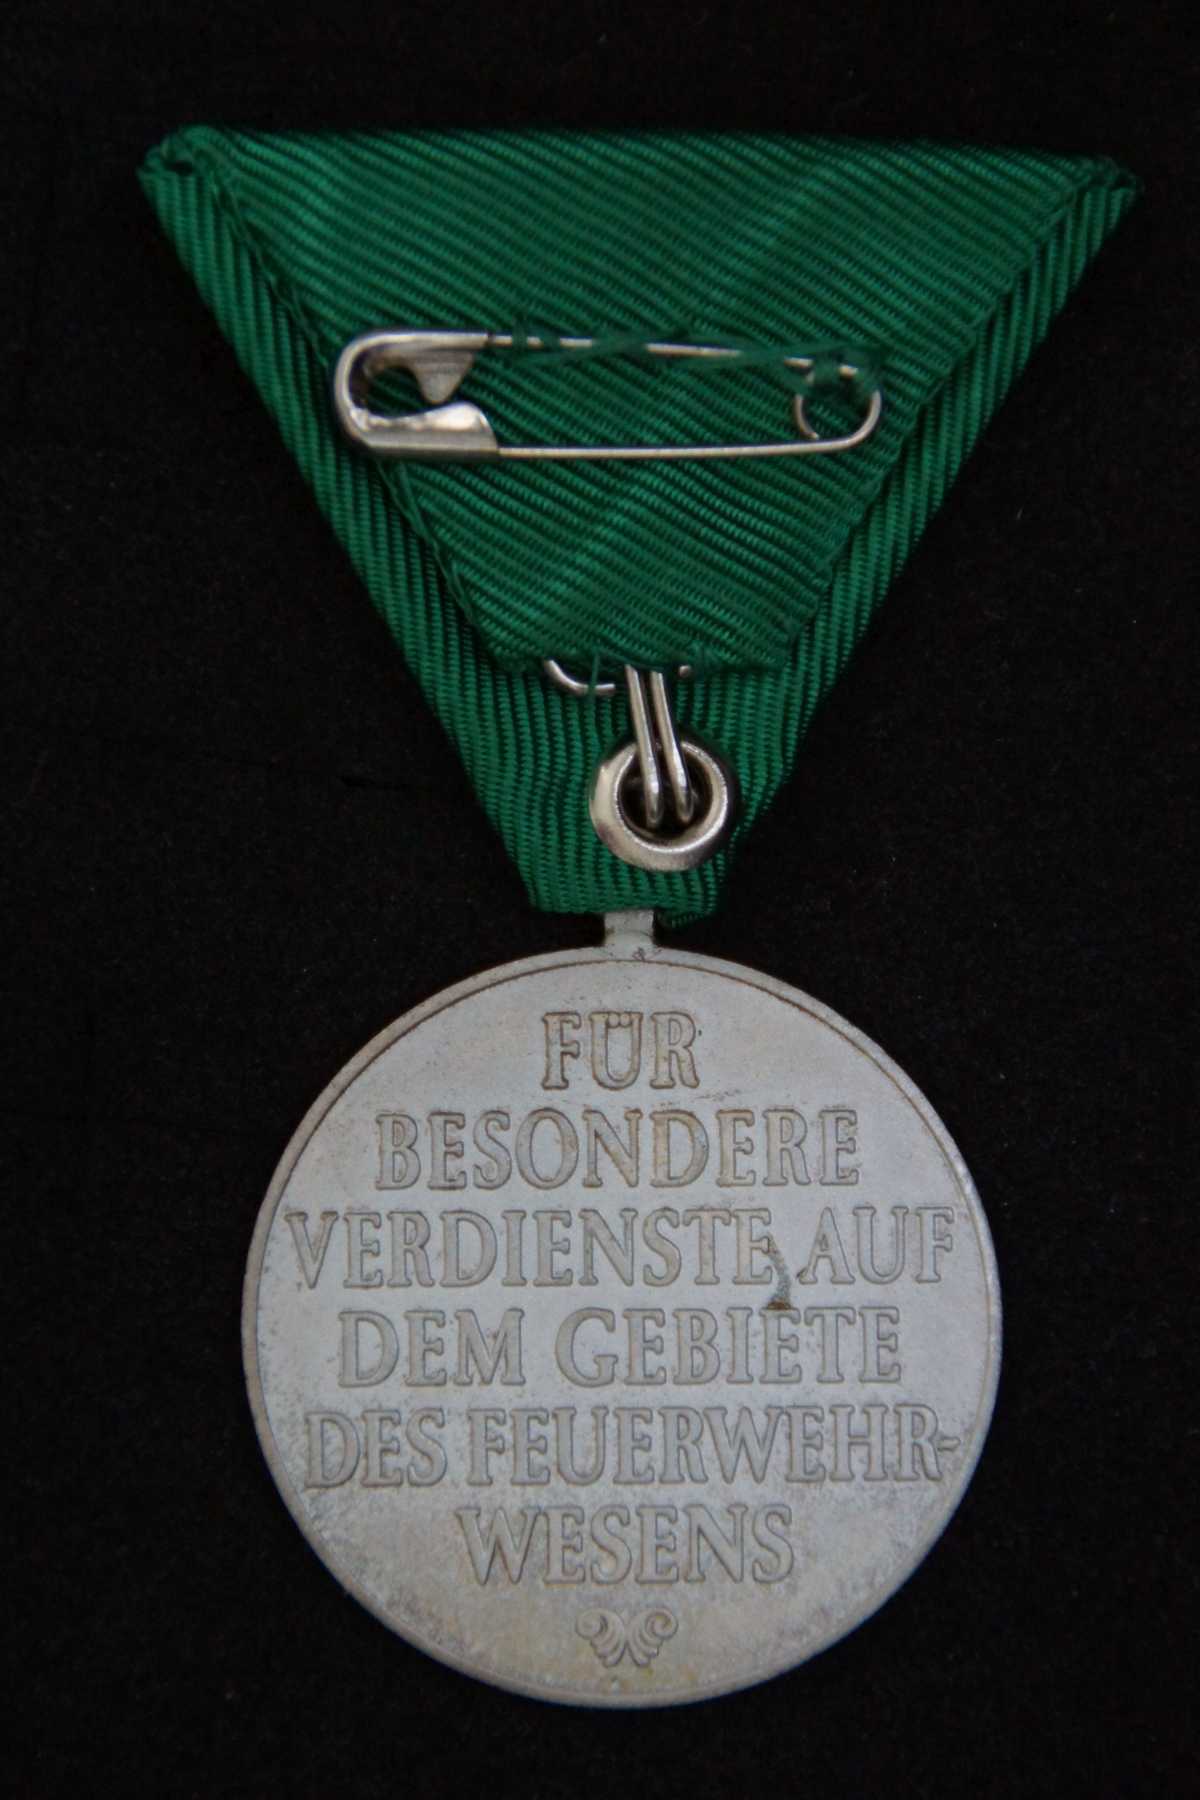 FÜR
BESONDERE
VERDIENSTE AUF
DEM GEBIETE
DES FEUERWEHR-
WESENS